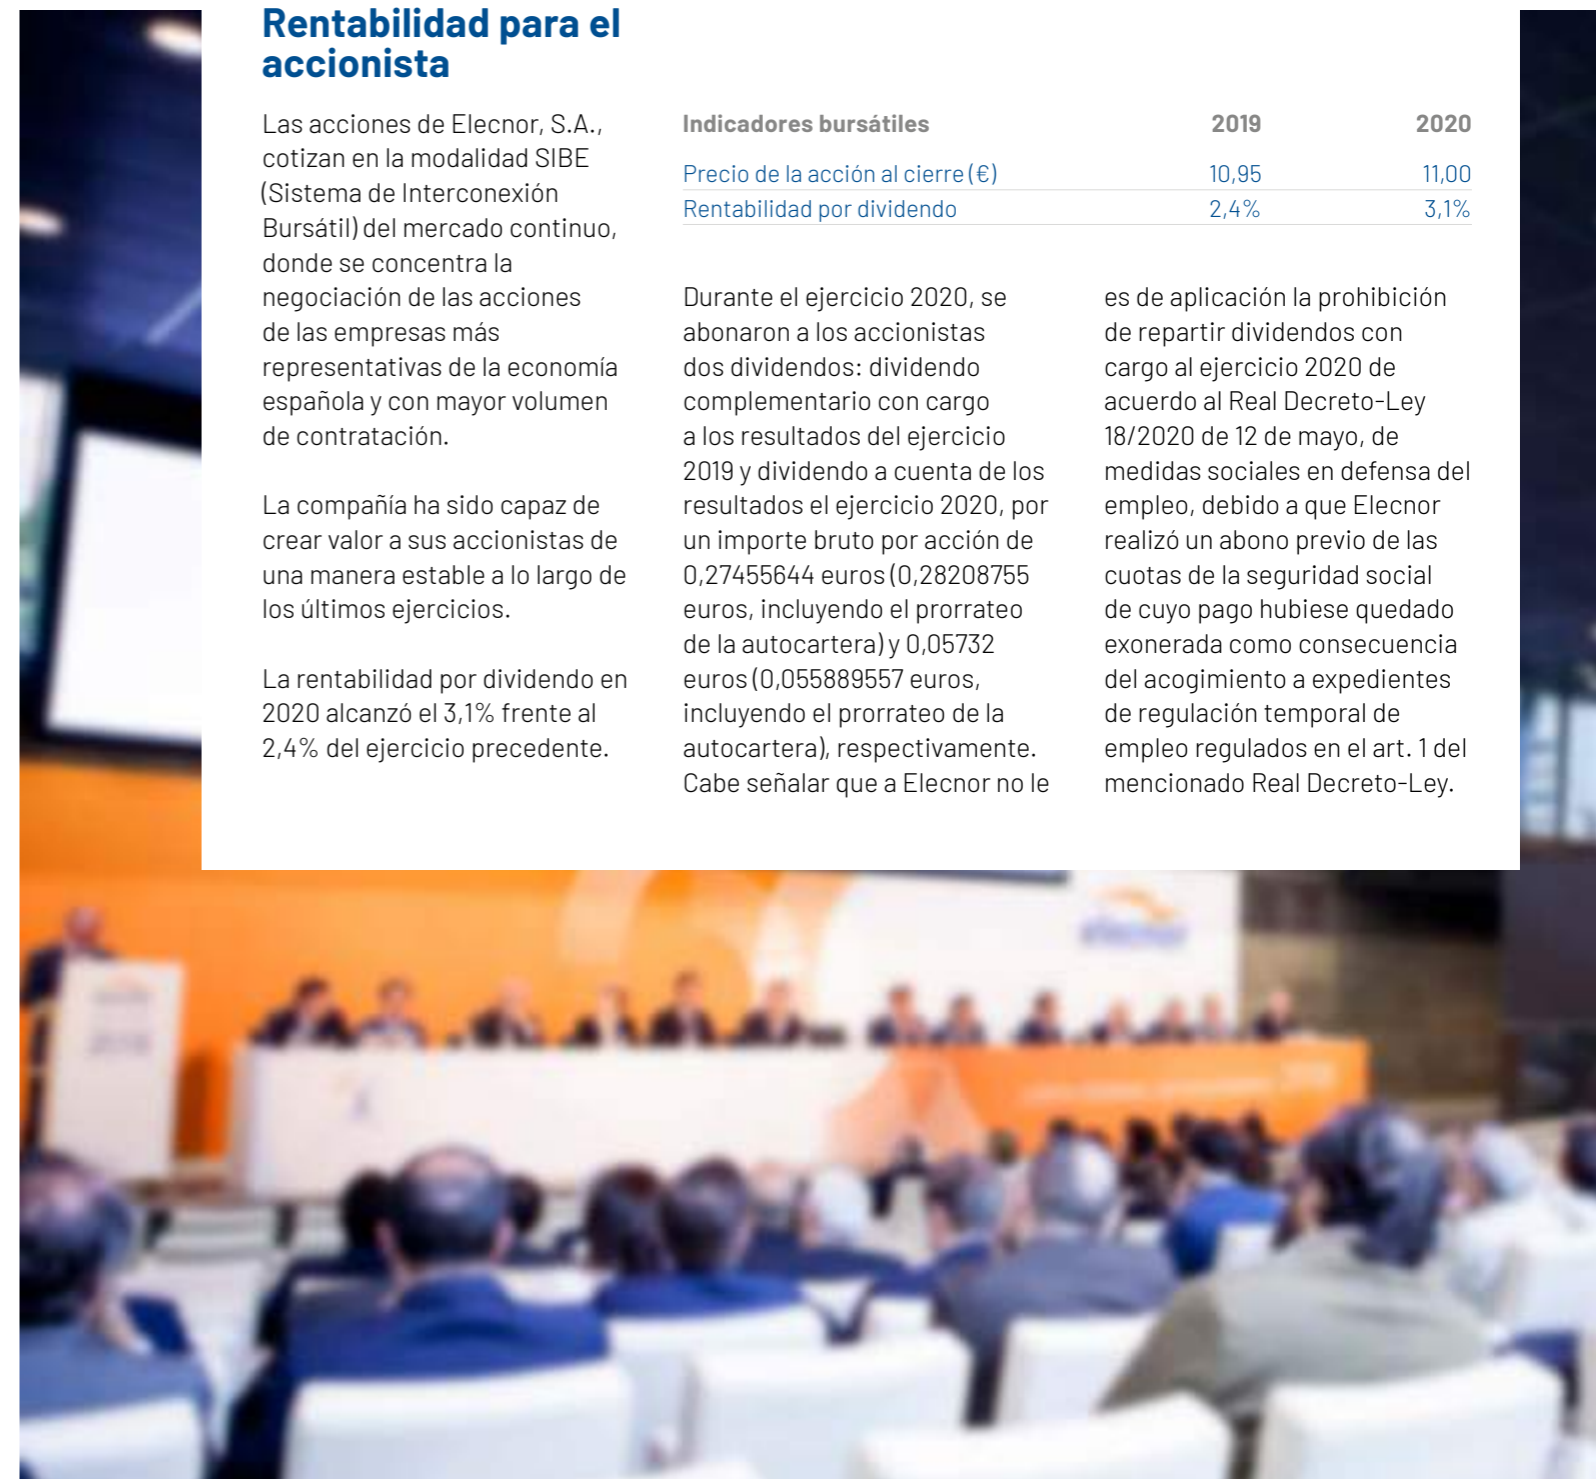 Rentabilidad para el
accionista
Las acciones de Elecnor, S.A.,
cotizan en la modalidad SIBE
(Sistema de Interconexión
Bursátil) del mercado continuo,
donde se concentra la
negociación de las acciones
de las empresas más
representativas de la economía
española y con mayor volumen
de contratación.
La compañía ha sido capaz de
crear valor a sus accionistas de
una manera estable a lo largo de
los últimos ejercicios.
La rentabilidad por dividendo en
2020 alcanzó el 3,1% frente al
2,4% del ejercicio precedente.
Indicadores bursátiles 2019 2020
Precio de la acción al cierre (€) 10,95 11,00
Rentabilidad por dividendo 2,4% 3,1%
Durante el ejercicio 2020, se
abonaron a los accionistas
dos dividendos: dividendo
complementario con cargo
a los resultados del ejercicio
2019 y dividendo a cuenta de los
resultados el ejercicio 2020, por
un importe bruto por acción de
0,27455644 euros (0,28208755
euros, incluyendo el prorrateo
de la autocartera) y 0,05732
euros (0,055889557 euros,
incluyendo el prorrateo de la
autocartera), respectivamente.
Cabe señalar que a Elecnor no le
es de aplicación la prohibición
de repartir dividendos con
cargo al ejercicio 2020 de
acuerdo al Real Decreto-Ley
18/2020 de 12 de mayo, de
medidas sociales en defensa del
empleo, debido a que Elecnor
realizó un abono previo de las
cuotas de la seguridad social
de cuyo pago hubiese quedado
exonerada como consecuencia
del acogimiento a expedientes
de regulación temporal de
empleo regulados en el art. 1 del
mencionado Real Decreto-Ley.
elecnor